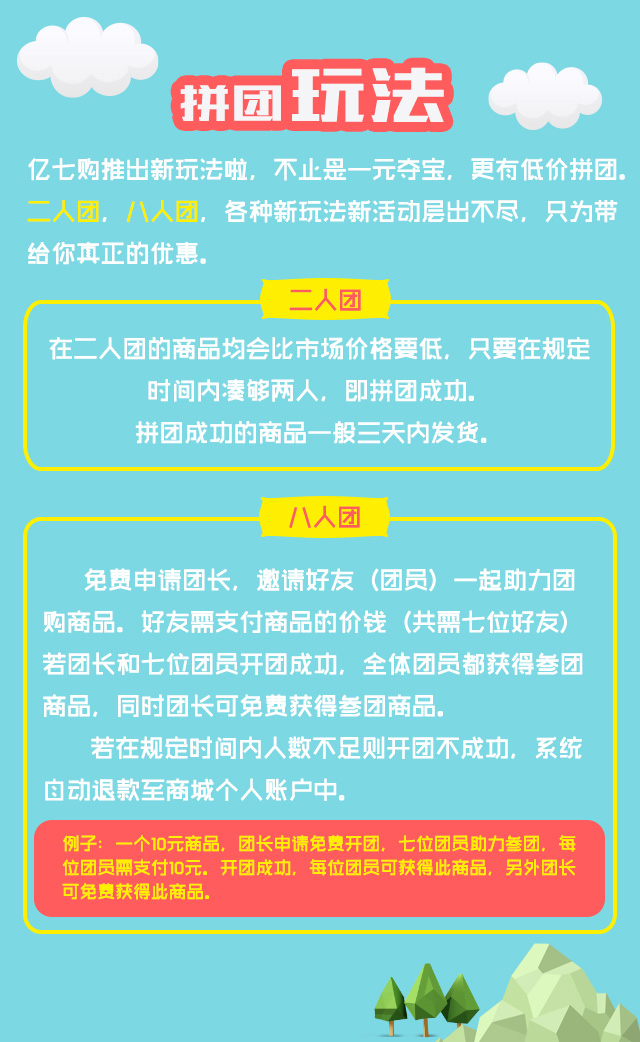 拼团玩法
亿七购推出新玩法啦，不止是一元夺宝，更有低价拼团。
二人团，八人团，各种新玩法新活动层出不尽，只为带
给你真正的优惠。
二人团
在二人团的商品均会比市场价格要低，只要在规定
时间内凑够两人，即拼团成功。
拼团成功的商品一般三天内发货。
八人团
免费申请团长，邀请好友（团员）一起助力团
购商品。好友需支付商品的价钱（共需七位好友）
若团长和七位团员开团成功，全体团员都获得参团
商品，同时团长可免费获得参团商品。
若在规定时间内人数不足则开团不成功，系统
自动退款至商城个人账户中。
例子：一个10元商品，团长申请免费开团，七位团员助力参团，每
位团员需支付10元。开团成功，每位团员可获得此商品，另外团长
可免费获得此商品。